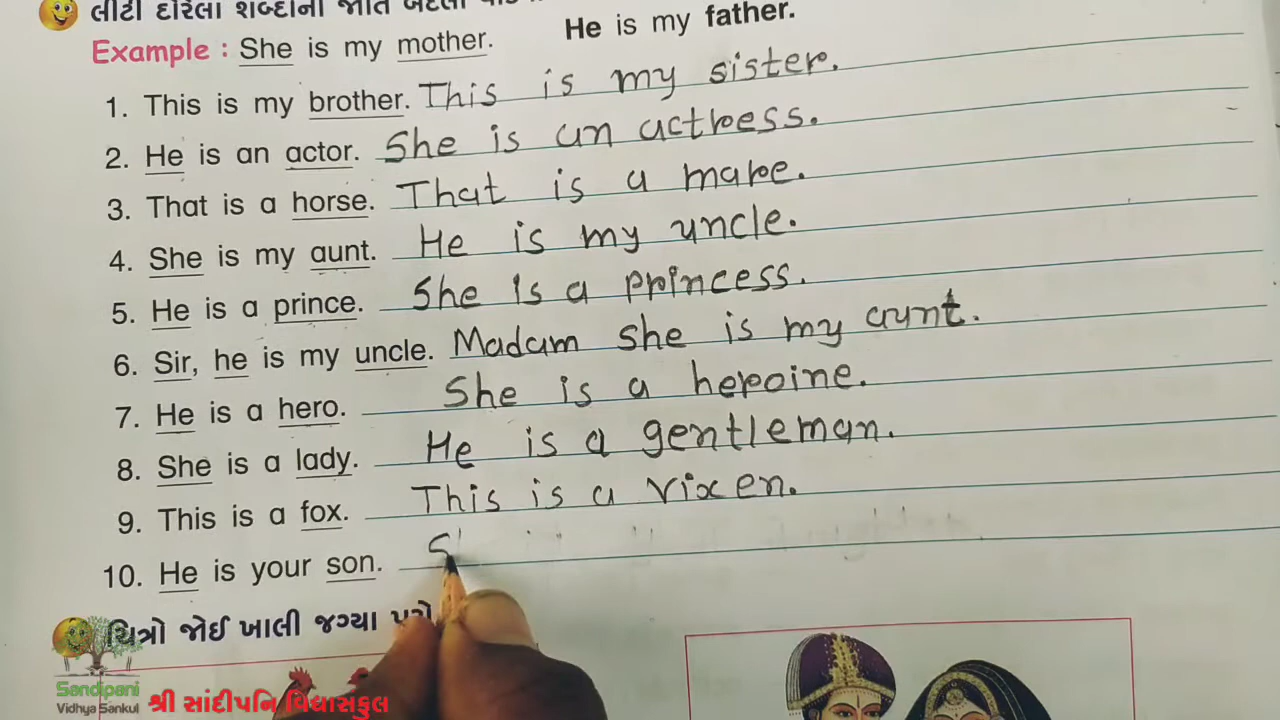 લીટી દોરેલા શબ્દોની જાતિ
Example : She is my mother. He is my father.
1. This is my brother. This is my sister.
2. He is an actor. She is an actress.
3. That is a horse. That is a mare.
4. She is my aunt. He is my uncle.
5. He is a prince. She is a princess.
6. Sir, he is my uncle. Madam she is my aunt.
7. He is a hero. She is a heroine.
8. She is a lady. He is a gentleman.
9. This is a fox. This is a vixen.
10. He is your son.
ચિત્રો જોઈ ખાલી જગ્યા
Sandipani
Vidhya Sankul
શ્રી સાંદીપનિ વિદ્યાસંકુલ